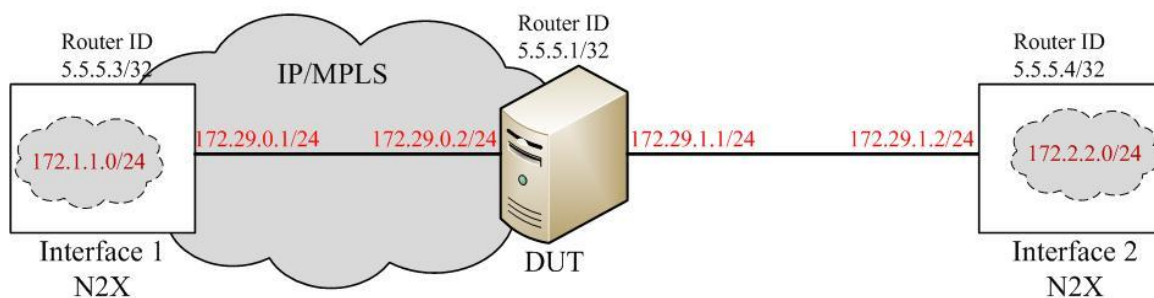 Router ID
5.5.5.3/32
IP/MPLS
Router ID
5.5.5.1/32
Router ID
5.5.5.4/32
172.1.1.0/24
172.29.0.1/24
172.29.0.2/24
172.29.1.1/24
172.29.1.2/24
172.2.2.0/24
Interface 1
N2X
DUT
Interface 2
N2X